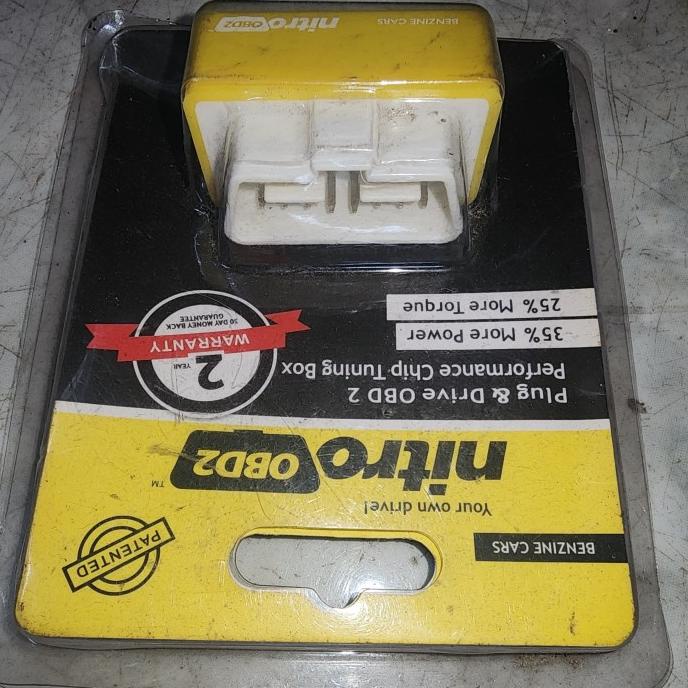 BENZINE CARS
Your own drive!
nitro OBD2 ™
PATENTED
Plug & Drive OBD 2
Performance Chip Tuning Box
35% More Power
25% More Torque
2 YEAR
WARRANTY
30 DAY MONEY BACK
GUARANTEE
nitro OBD2
BENZINE CARS